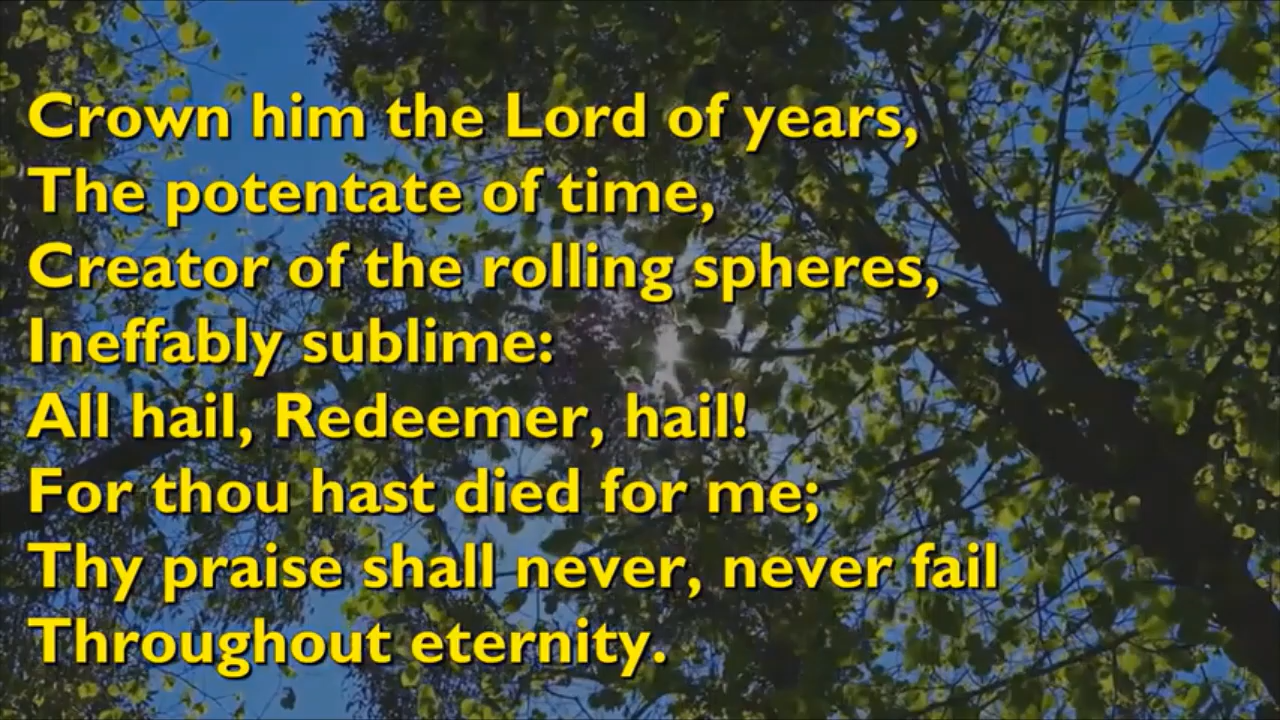 Crown him the Lord of years,
The potentate of time,
Creator of the rolling spheres,
Ineffably sublime:
All hail, Redeemer, hail!
For thou hast died for me;
Thy praise shall never, never fail
Throughout eternity.